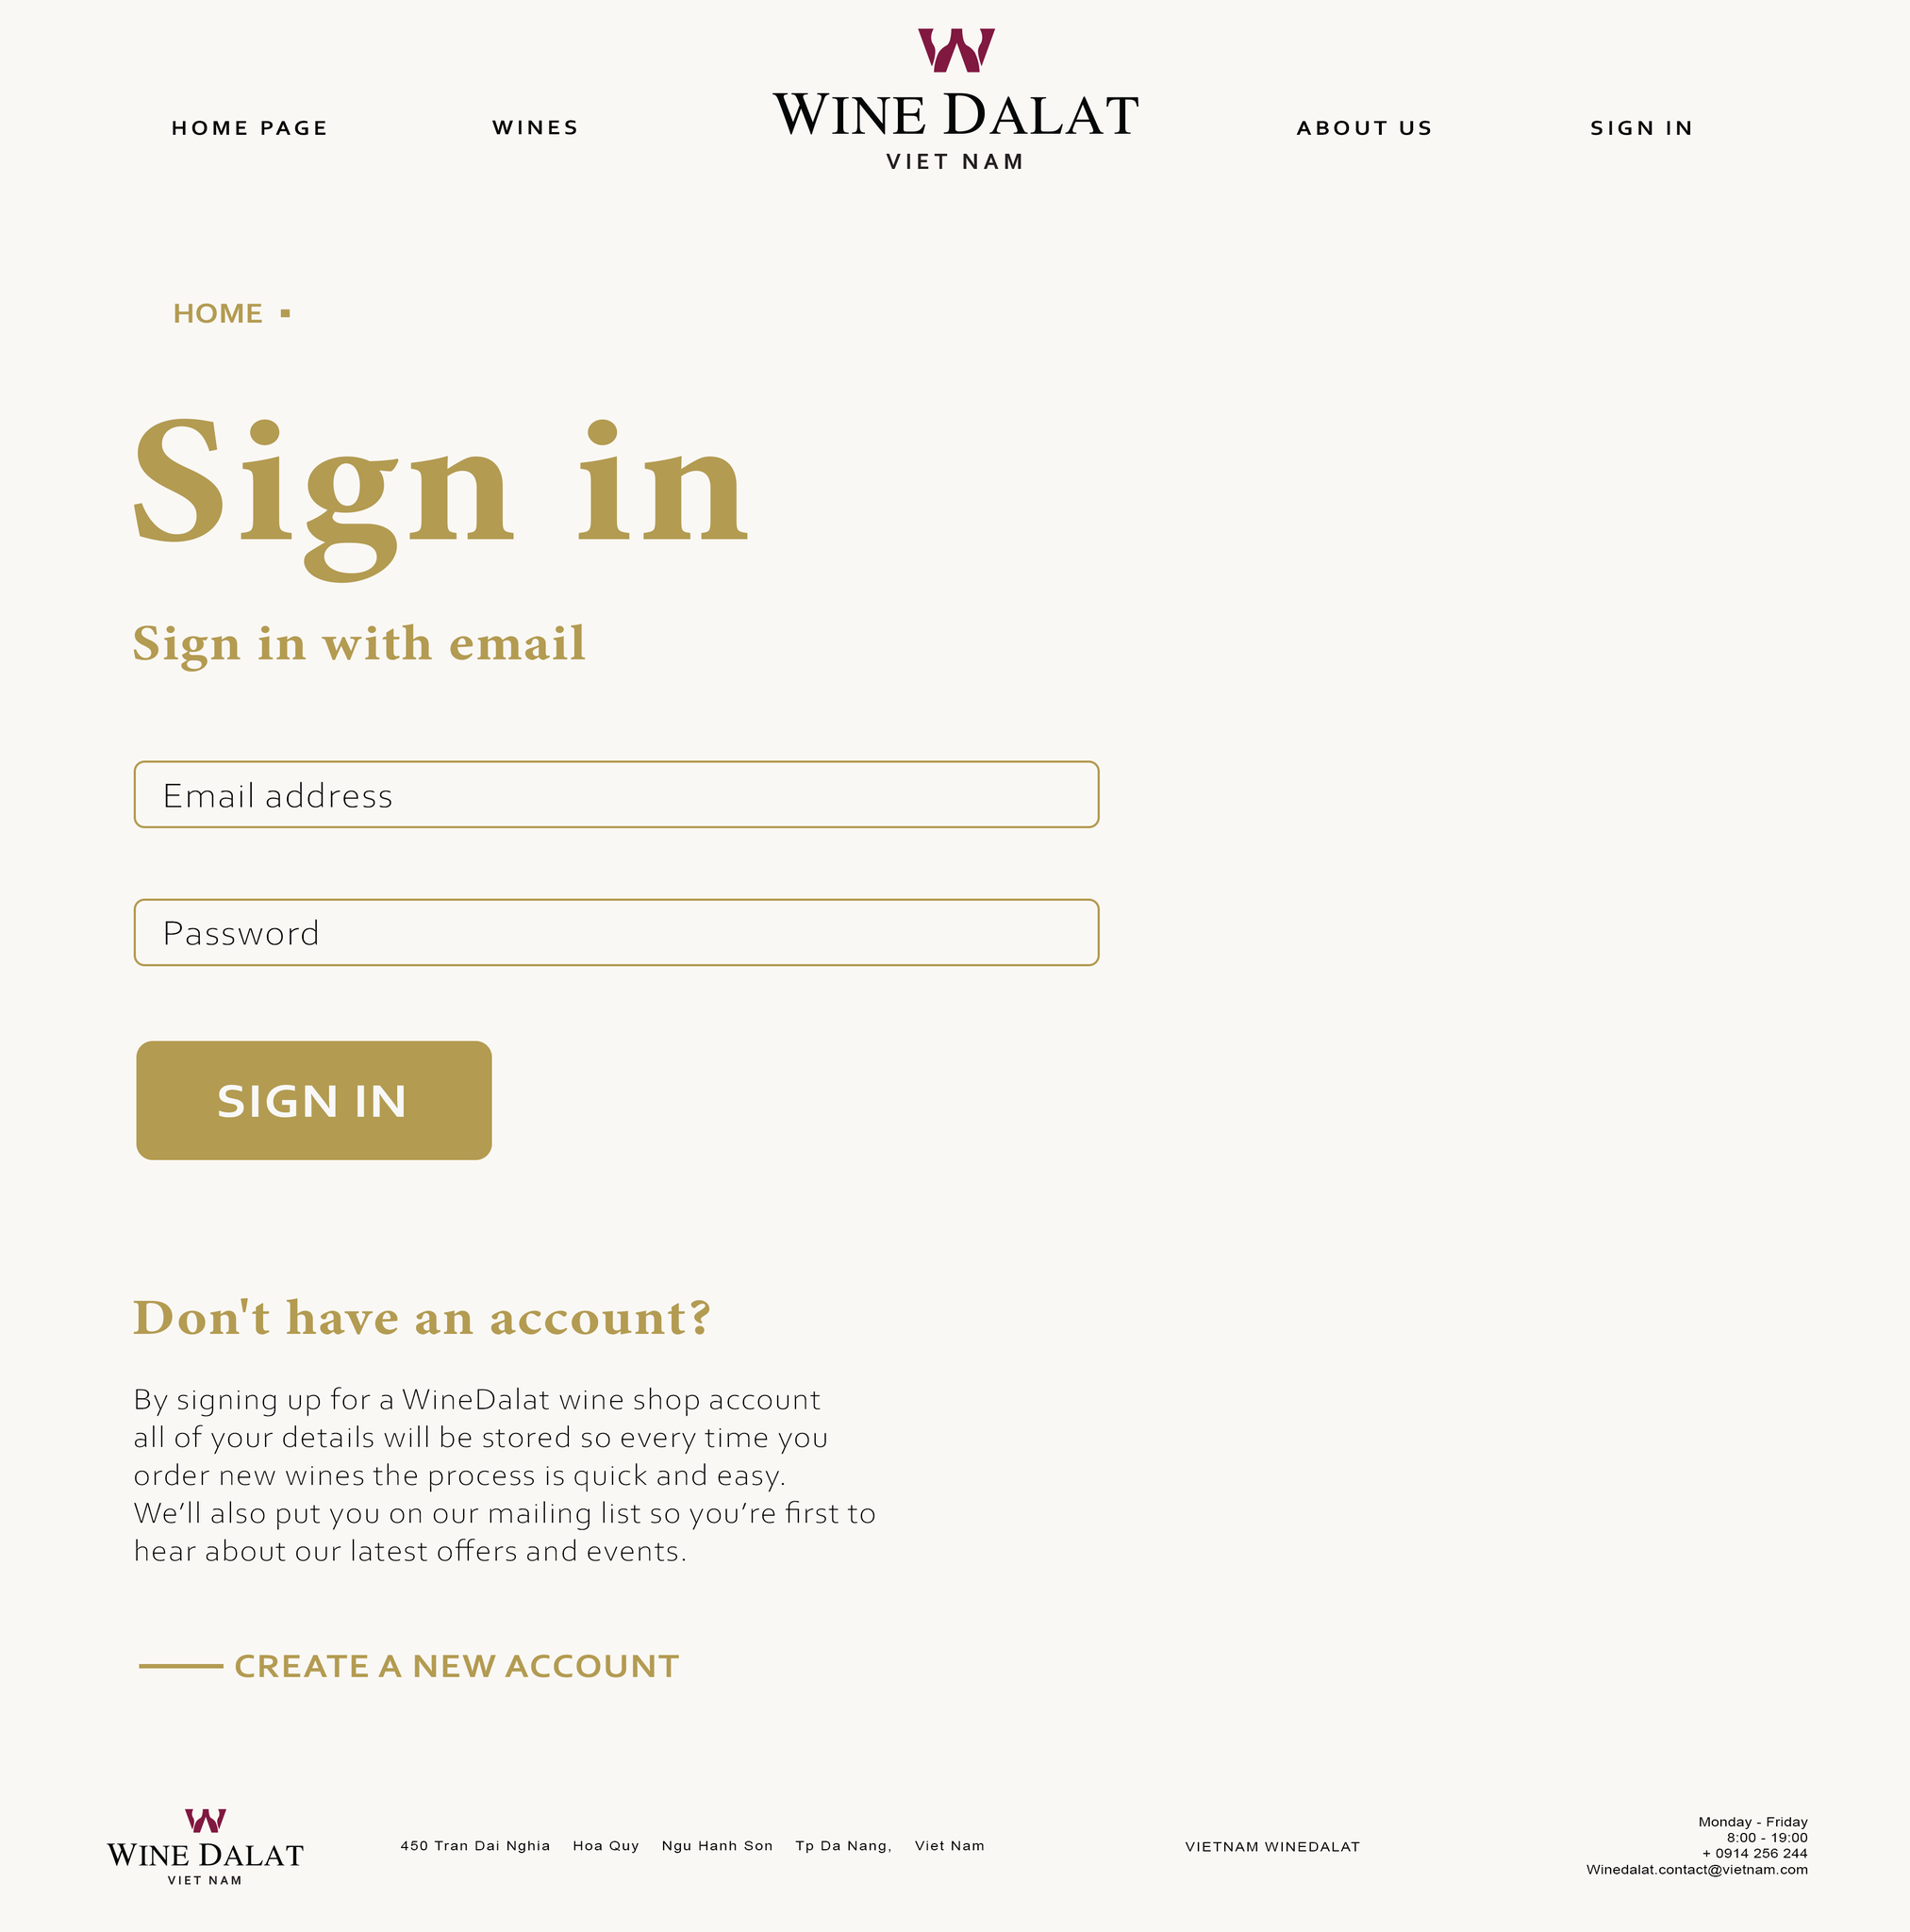 HOME PAGE
WINES
WINE DALAT
VIET NAM
ABOUT US
SIGN IN
HOME
Sign in
Sign in with email
Email address
Password
SIGN IN
Don't have an account?
By signing up for a WineDalat wine shop account
all of your details will be stored so every time you
order new wines the process is quick and easy.
We’ll also put you on our mailing list so you’re first to
hear about our latest offers and events.
CREATE A NEW ACCOUNT
WINE DALAT
VIET NAM
450 Tran Dai Nghia Hoa Quy Ngu Hanh Son Tp Da Nang, Viet Nam
VIETNAM WINEDALAT
Monday - Friday
8:00 - 19:00
+ 0914 256 244
Winedalat.contact@vietnam.com